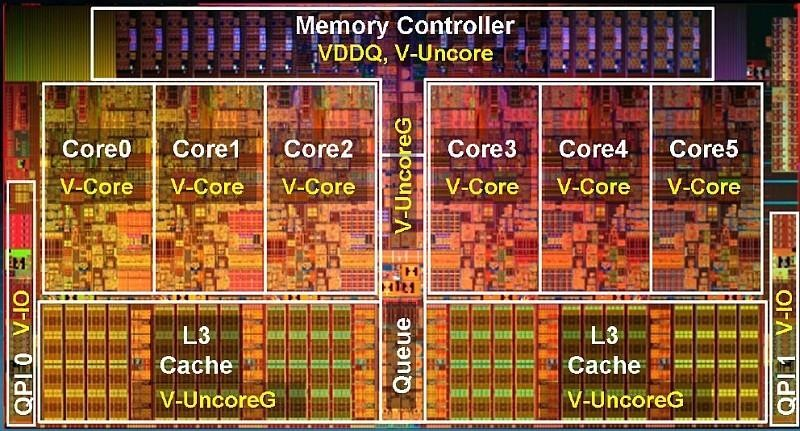 Memory Controller
VDDQ, V-Uncore
Core0
V-Core
Core1
V-Core
Core2
V-Core
V-UncoreG
Core3
V-Core
Core4
V-Core
Core5
V-Core
QPI 0 V-IO
L3
Cache
V-UncoreG
Queue
L3
Cache
V-UncoreG
QPI 1 V-IO